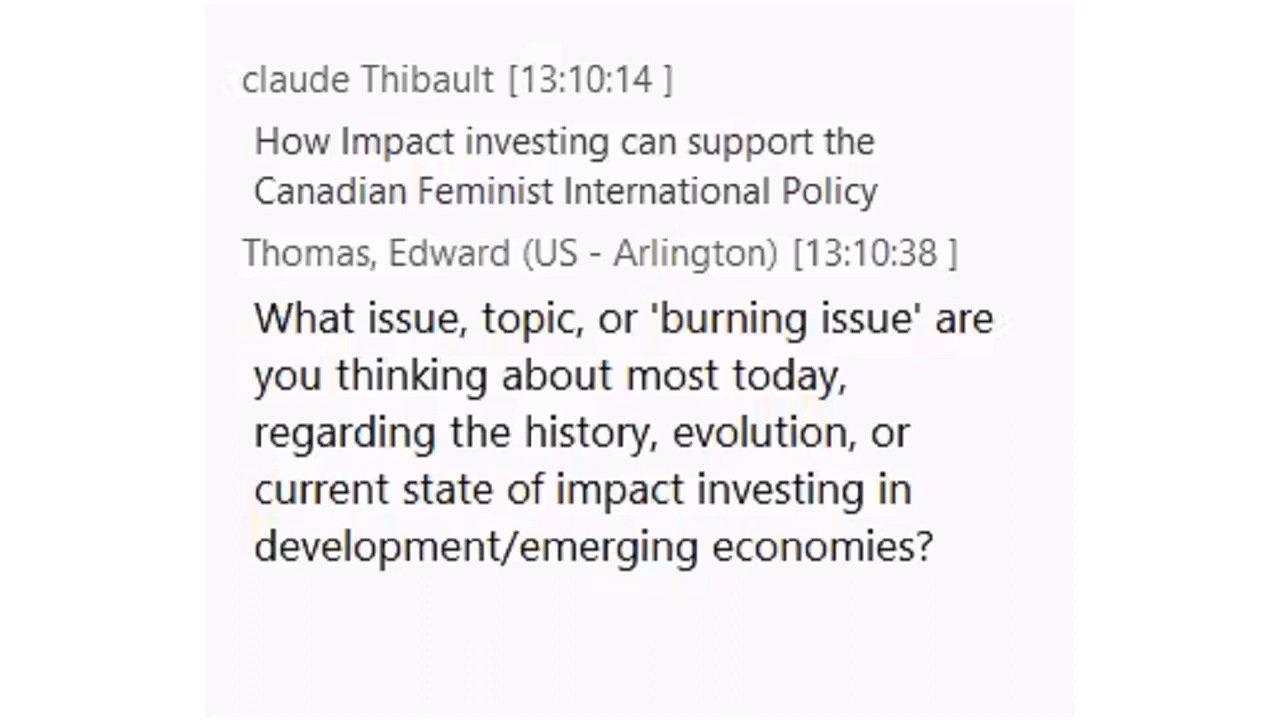 claude Thibault [13:10:14 ]
How Impact investing can support the
Canadian Feminist International Policy
Thomas, Edward (US - Arlington) [13:10:38 ]
What issue, topic, or 'burning issue' are
you thinking about most today,
regarding the history, evolution, or
current state of impact investing in
development/emerging economies?